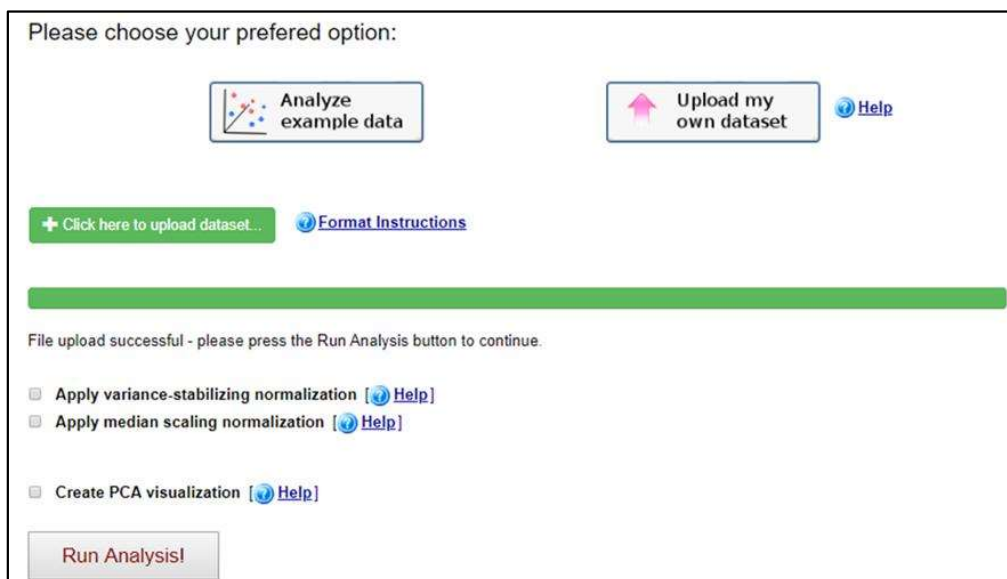 Please choose your prefered option:
Analyze
example data
Upload my
own dataset
Help
Click here to upload dataset...
Format Instructions
File upload successful - please press the Run Analysis button to continue.
Apply variance-stabilizing normalization [ Help]
Apply median scaling normalization [ Help]
Create PCA visualization [ Help]
Run Analysis!